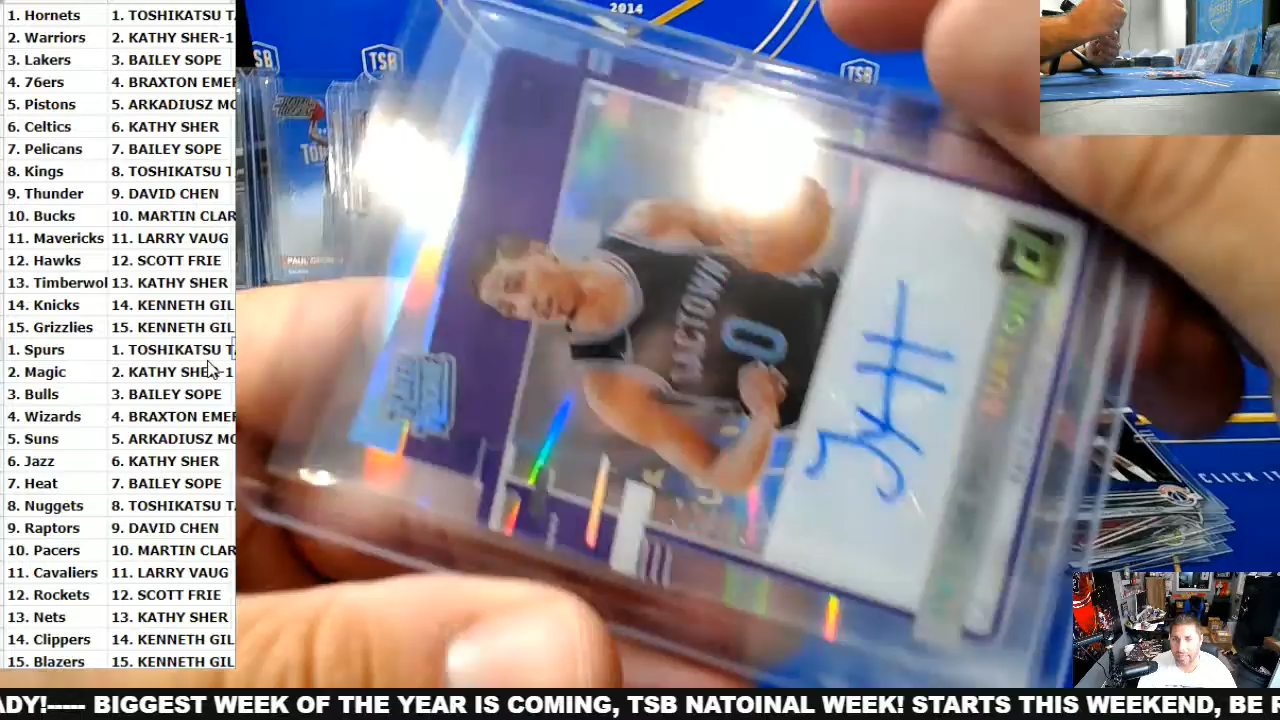 1. Hornets 1. TOSHIKATSU T
2. Warriors 2. KATHY SHER-1
3. Lakers 3. BAILEY SOPE
4. 76ers 4. BRAXTON EMER
5. Pistons 5. ARKADIUSZ MO
6. Celtics 6. KATHY SHER
7. Pelicans 7. BAILEY SOPE
8. Kings 8. TOSHIKATSU T
9. Thunder 9. DAVID CHEN
10. Bucks 10. MARTIN CLAR
11. Mavericks 11. LARRY VAUG
12. Hawks 12. SCOTT FRIE
13. Timberwol 13. KATHY SHER
14. Knicks 14. KENNETH GIL
15. Grizzlies 15. KENNETH GIL
1. Spurs 1. TOSHIKATSU T
2. Magic 2. KATHY SHER-1
3. Bulls 3. BAILEY SOPE
4. Wizards 4. BRAXTON EMER
5. Suns 5. ARKADIUSZ MO
6. Jazz 6. KATHY SHER
7. Heat 7. BAILEY SOPE
8. Nuggets 8. TOSHIKATSU T
9. Raptors 9. DAVID CHEN
10. Pacers 10. MARTIN CLAR
11. Cavaliers 11. LARRY VAUG
12. Rockets 12. SCOTT FRIE
13. Nets 13. KATHY SHER
14. Clippers 14. KENNETH GIL
15. Blazers 15. KENNETH GIL
2014
TSB
TSB
TSB
SACTOWN
0
CLICK IT
ADY!----- BIGGEST WEEK OF THE YEAR IS COMING, TSB NATOINAL WEEK! STARTS THIS WEEKEND, BE